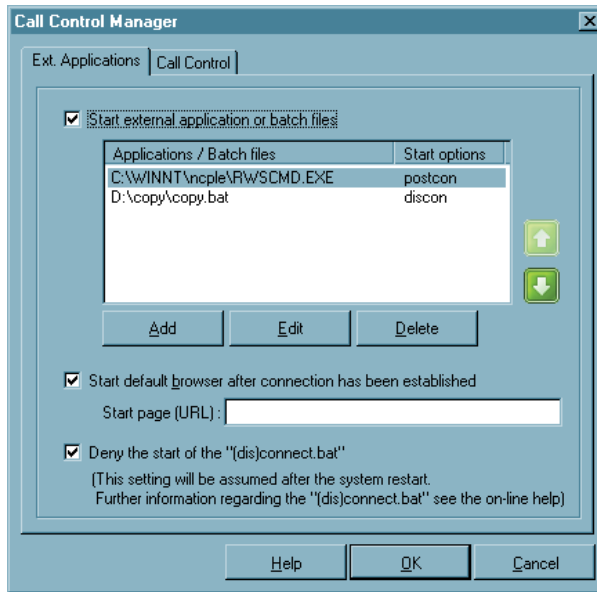 Call Control Manager
Ext. Applications Call Control
Start external application or batch files
Applications / Batch files Start options
C:\WINNT\ncple\RWSCMD.EXE postcon
D:\copy\copy.bat discon
Add Edit Delete
Start default browser after connection has been established
Start page (URL) :
Deny the start of the "(dis)connect.bat"
(This setting will be assumed after the system restart.
Further information regarding the "(dis)connect.bat" see the on-line help)
Help OK Cancel